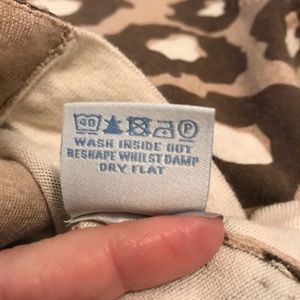 40 P
WASH INSIDE OUT
RESHAPE WHILST DAMP
DRY FLAT